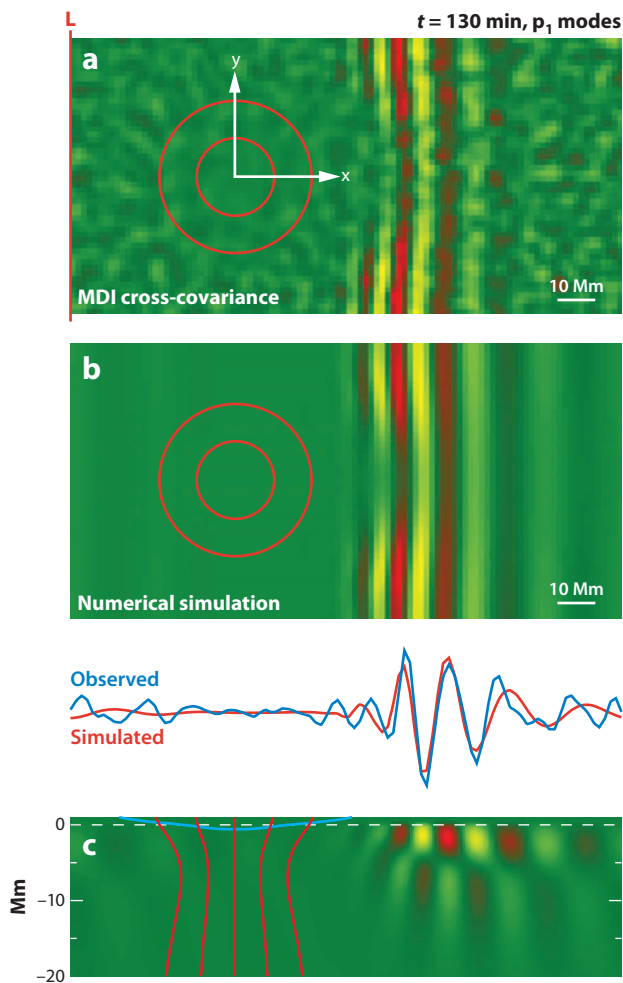 L
t = 130 min, p₁ modes
a
y
x
MDI cross-covariance
10 Mm
b
Numerical simulation
10 Mm
Observed
Simulated
c
Mm
0
−10
−20